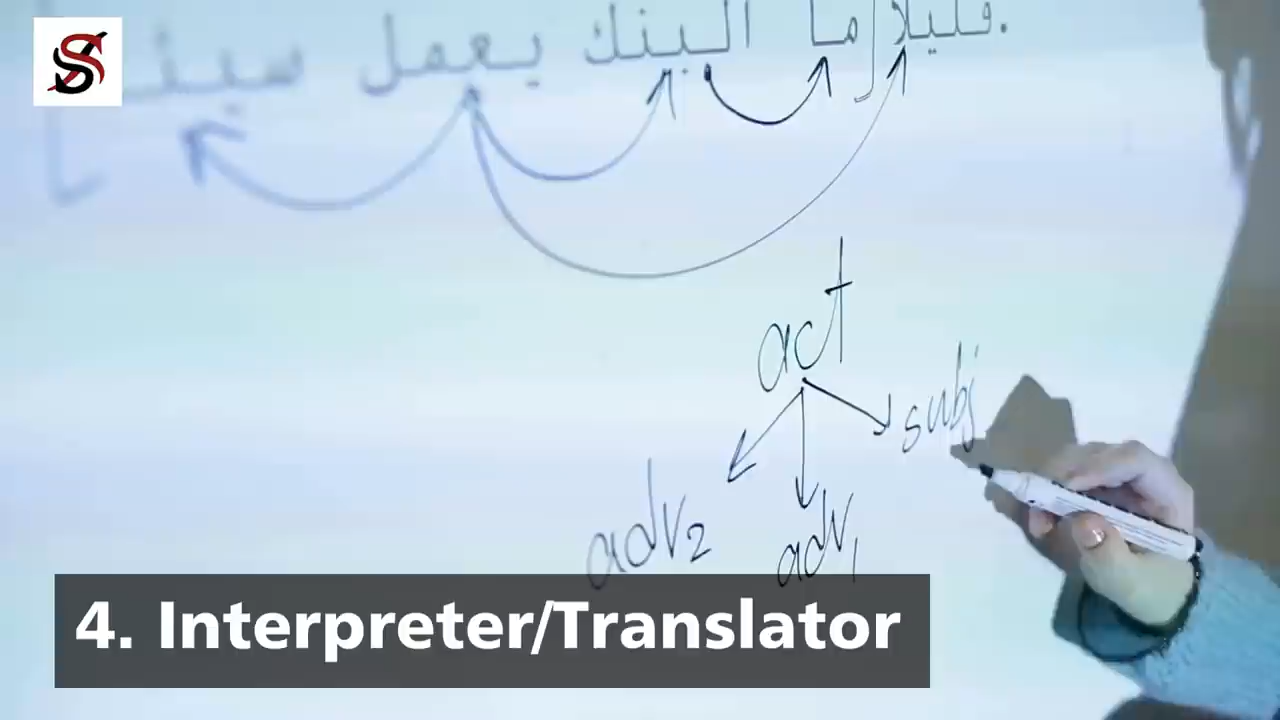 قليلا ما البنك يعمل
act
subj
adv2 adv1
4. Interpreter/Translator